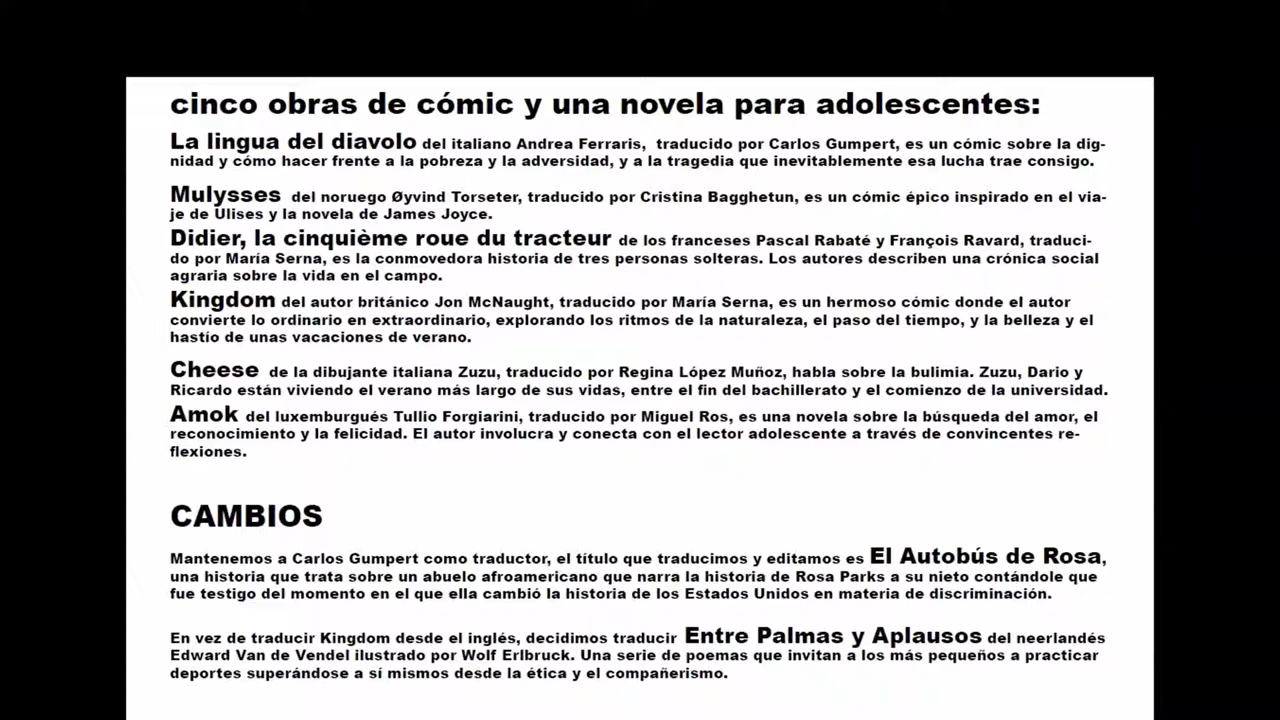 cinco obras de cómic y una novela para adolescentes:
La lingua del diavolo del italiano Andrea Ferraris, traducido por Carlos Gumpert, es un cómic sobre la dig-
nidad y cómo hacer frente a la pobreza y la adversidad, y a la tragedia que inevitablemente esa lucha trae consigo.
Mulysses del noruego Øyvind Torseter, traducido por Cristina Bagghetun, es un cómic épico inspirado en el via-
je de Ulises y la novela de James Joyce.
Didier, la cinquième roue du tracteur de los franceses Pascal Rabaté y François Ravard, traduci-
do por María Serna, es la conmovedora historia de tres personas solteras. Los autores describen una crónica social
agraria sobre la vida en el campo.
Kingdom del autor británico Jon McNaught, traducido por María Serna, es un hermoso cómic donde el autor
convierte lo ordinario en extraordinario, explorando los ritmos de la naturaleza, el paso del tiempo, y la belleza y el
hastío de unas vacaciones de verano.
Cheese de la dibujante italiana Zuzu, traducido por Regina López Muñoz, habla sobre la bulimia. Zuzu, Dario y
Ricardo están viviendo el verano más largo de sus vidas, entre el fin del bachillerato y el comienzo de la universidad.
Amok del luxemburgués Tullio Forgiarini, traducido por Miguel Ros, es una novela sobre la búsqueda del amor, el
reconocimiento y la felicidad. El autor involucra y conecta con el lector adolescente a través de convincentes re-
flexiones.
CAMBIOS
Mantenemos a Carlos Gumpert como traductor, el título que traducimos y editamos es El Autobús de Rosa,
una historia que trata sobre un abuelo afroamericano que narra la historia de Rosa Parks a su nieto contándole que
fue testigo del momento en el que ella cambió la historia de los Estados Unidos en materia de discriminación.
En vez de traducir Kingdom desde el inglés, decidimos traducir Entre Palmas y Aplausos del neerlandés
Edward Van de Vendel ilustrado por Wolf Erlbruck. Una serie de poemas que invitan a los más pequeños a practicar
deportes superándose a sí mismos desde la ética y el compañerismo.